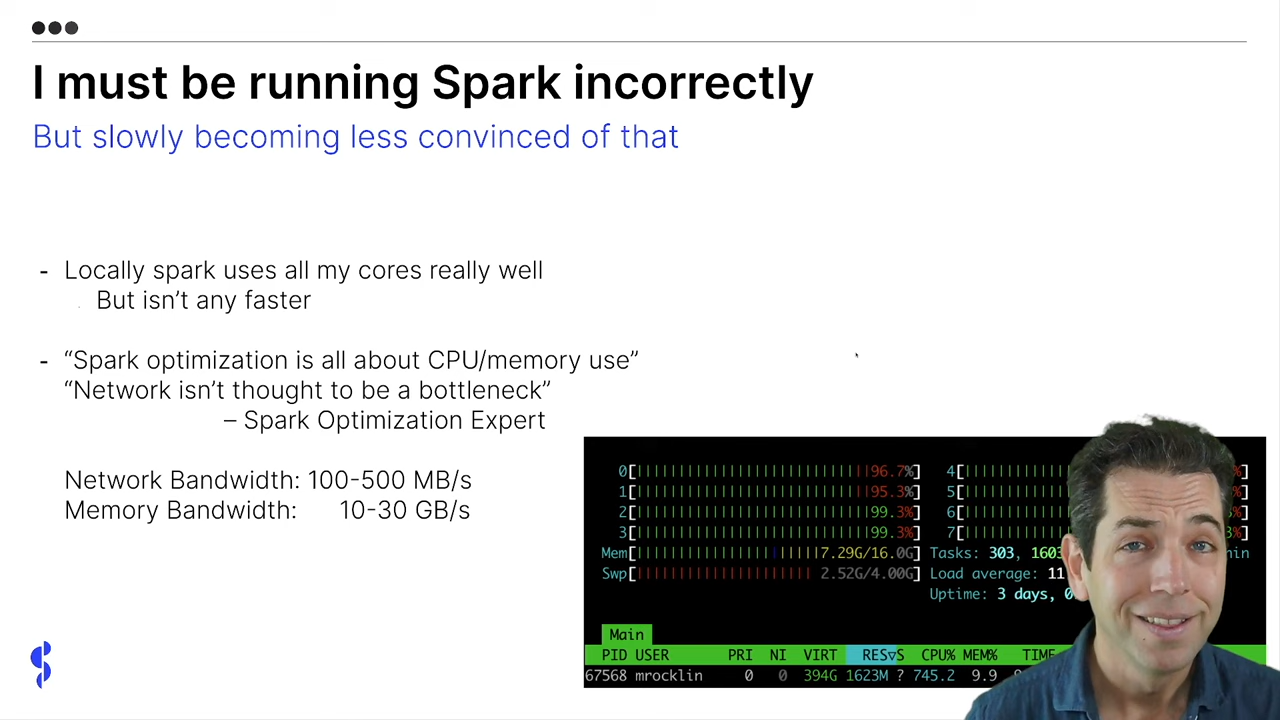 I must be running Spark incorrectly
But slowly becoming less convinced of that
- Locally spark uses all my cores really well
But isn’t any faster
- “Spark optimization is all about CPU/memory use”
“Network isn’t thought to be a bottleneck”
– Spark Optimization Expert
Network Bandwidth: 100-500 MB/s
Memory Bandwidth: 10-30 GB/s
0[||||||||||||||||||||||||||96.7%] 4[
1[||||||||||||||||||||||||||95.3%] 5[
2[||||||||||||||||||||||||||99.3%] 6[
3[||||||||||||||||||||||||||99.3%] 7[
Mem[||||||||||||||||||||7.29G/16.0G] Tasks: 303, 1603
Swp[|||||||||||||||||||| 2.52G/4.00G] Load average: 11
Uptime: 3 days, 0
Main
PID USER PRI NI VIRT RES▽S CPU% MEM% TIME
67568 mrocklin 0 0 394G 1623M ? 745.2 9.9